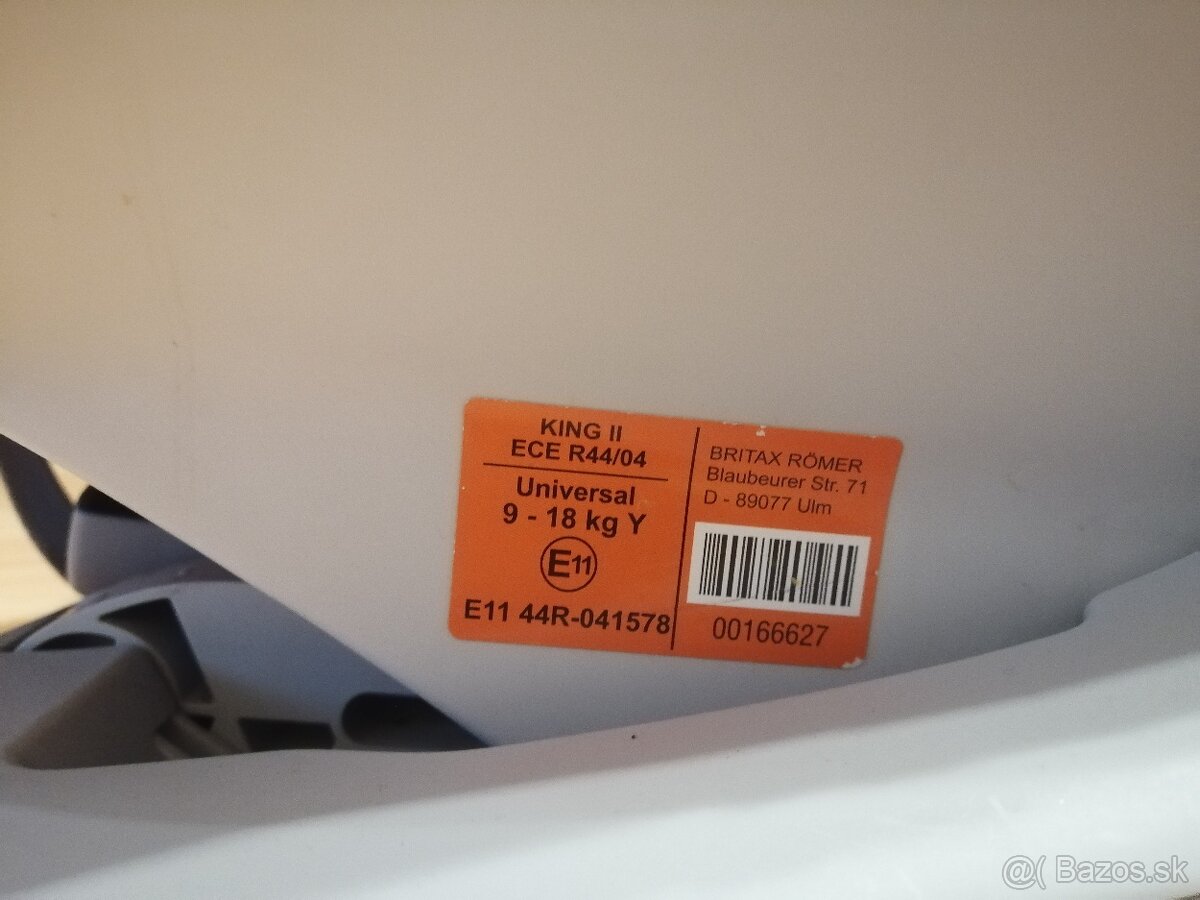 KING II
ECE R44/04
Universal
9 - 18 kg Y
E11
E11 44R-041578
BRITAX RÖMER
Blaubeurer Str. 71
D - 89077 Ulm
00166627
@( Bazos.sk